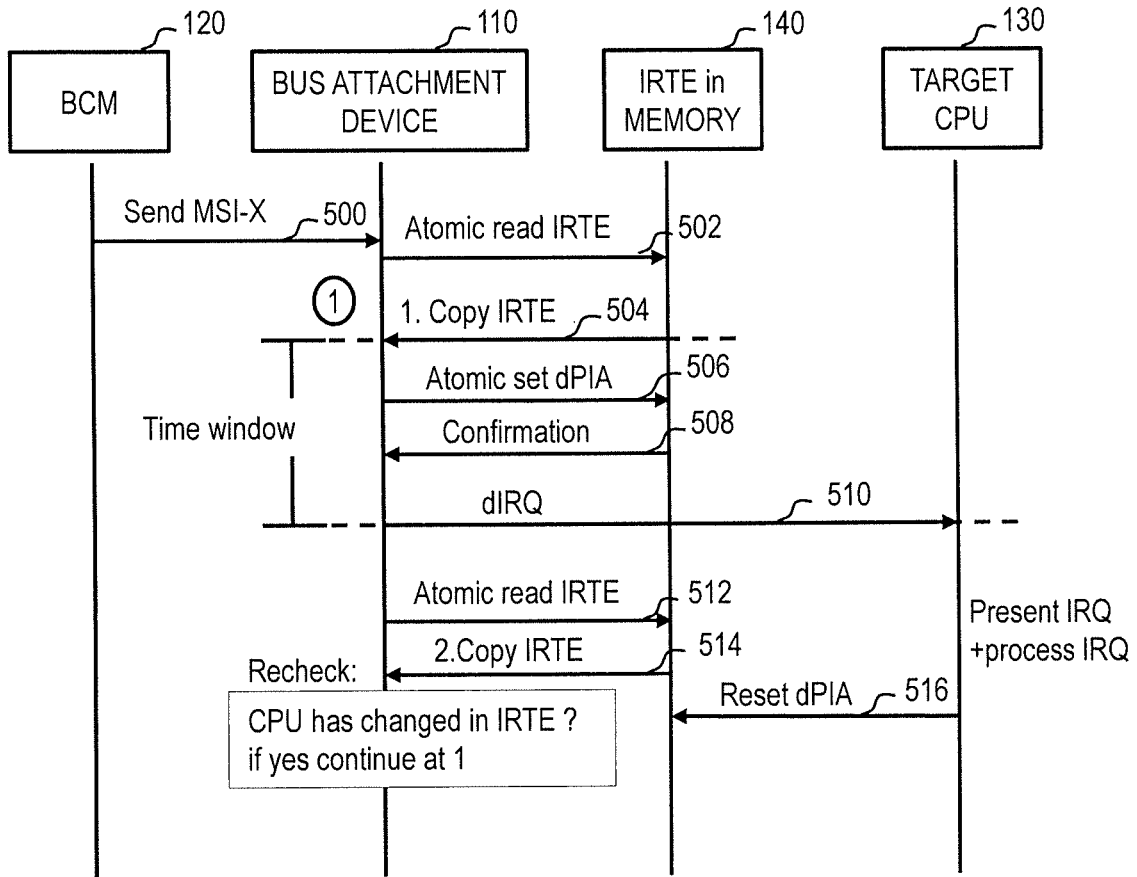 120
110
140
130
BCM
BUS ATTACHMENT
DEVICE
IRTE in
MEMORY
TARGET
CPU
Send MSI-X
500
Atomic read IRTE
502
1
1. Copy IRTE
504
Atomic set dPIA
506
Time window
Confirmation
508
dIRQ
510
Atomic read IRTE
512
Present IRQ
+process IRQ
2.Copy IRTE
514
Recheck:
Reset dPIA
516
CPU has changed in IRTE ?
if yes continue at 1